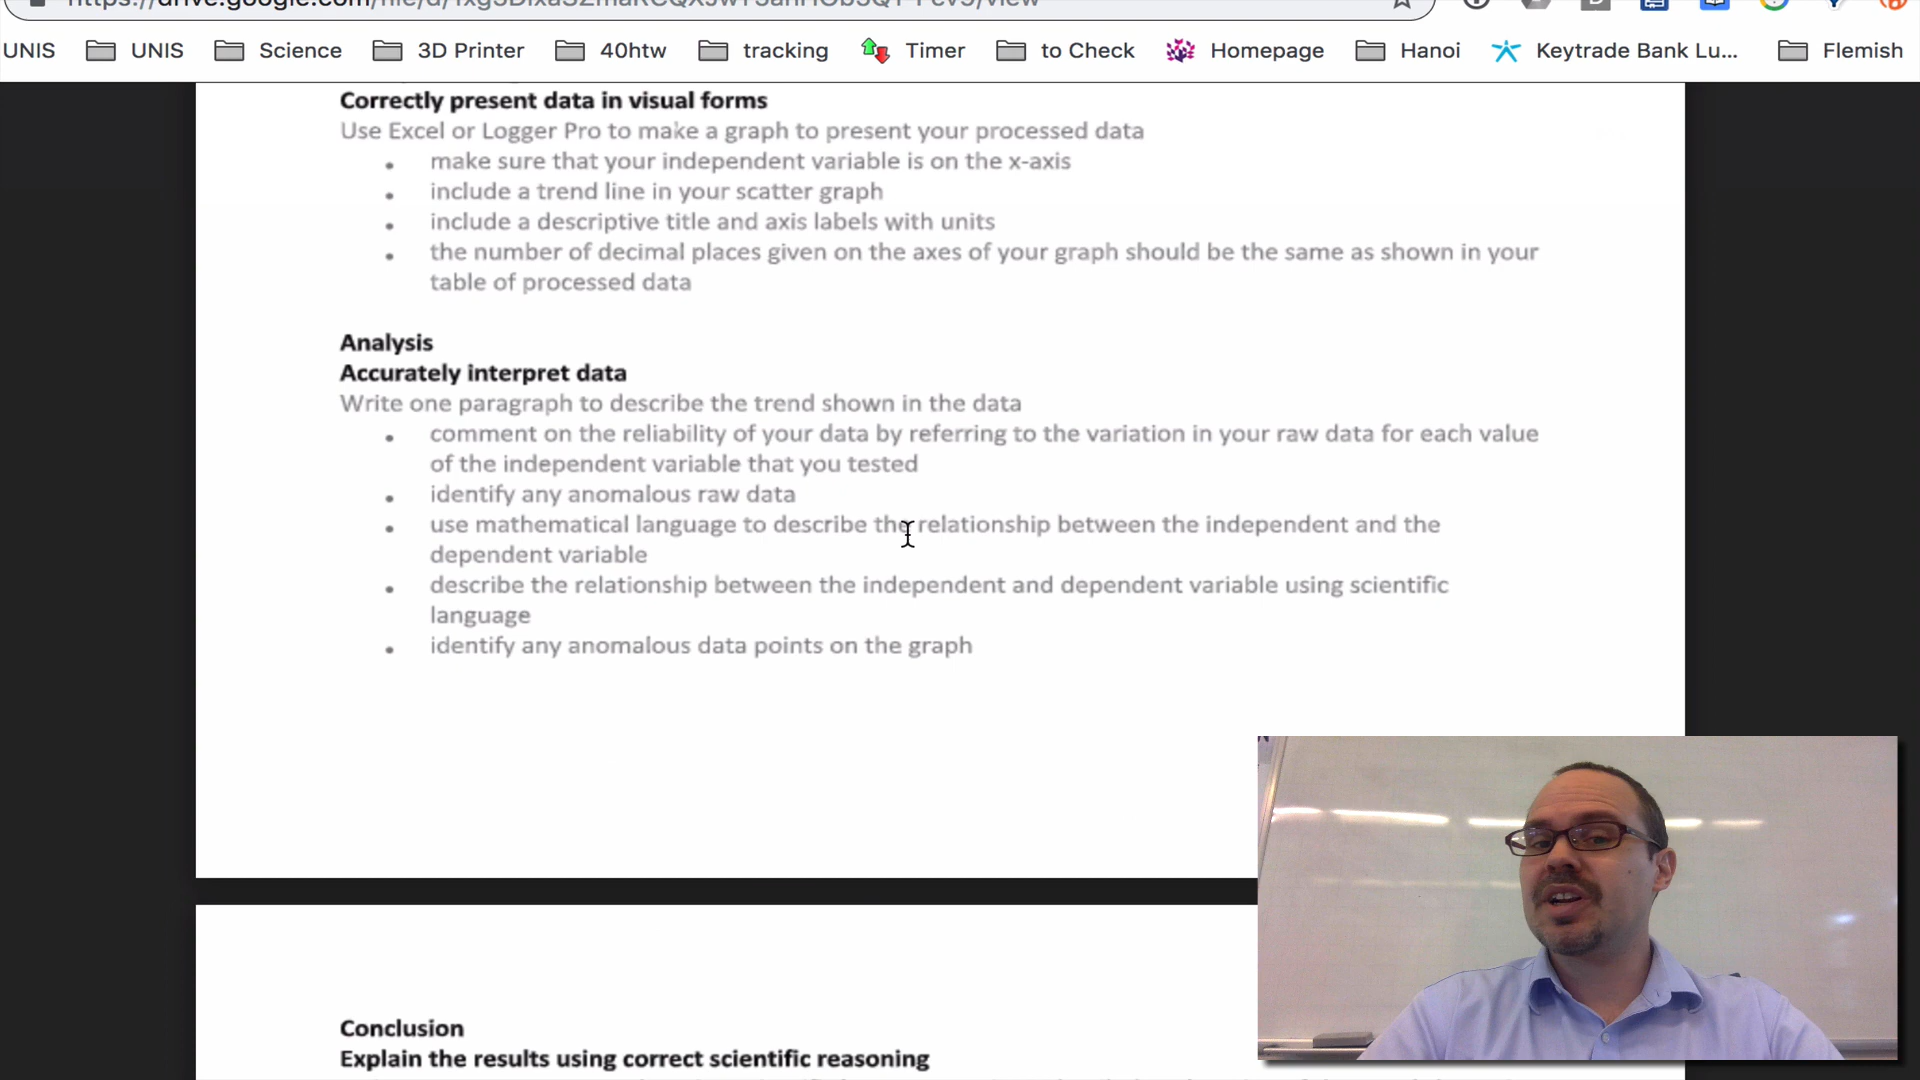 UNIS UNIS Science 3D Printer 40htw tracking Timer to Check Homepage Hanoi Keytrade Bank Lu... Flemish
Correctly present data in visual forms
Use Excel or Logger Pro to make a graph to present your processed data
• make sure that your independent variable is on the x-axis
• include a trend line in your scatter graph
• include a descriptive title and axis labels with units
• the number of decimal places given on the axes of your graph should be the same as shown in your
table of processed data
Analysis
Accurately interpret data
Write one paragraph to describe the trend shown in the data
• comment on the reliability of your data by referring to the variation in your raw data for each value
of the independent variable that you tested
• identify any anomalous raw data
• use mathematical language to describe the relationship between the independent and the
dependent variable
• describe the relationship between the independent and dependent variable using scientific
language
• identify any anomalous data points on the graph
Conclusion
Explain the results using correct scientific reasoning